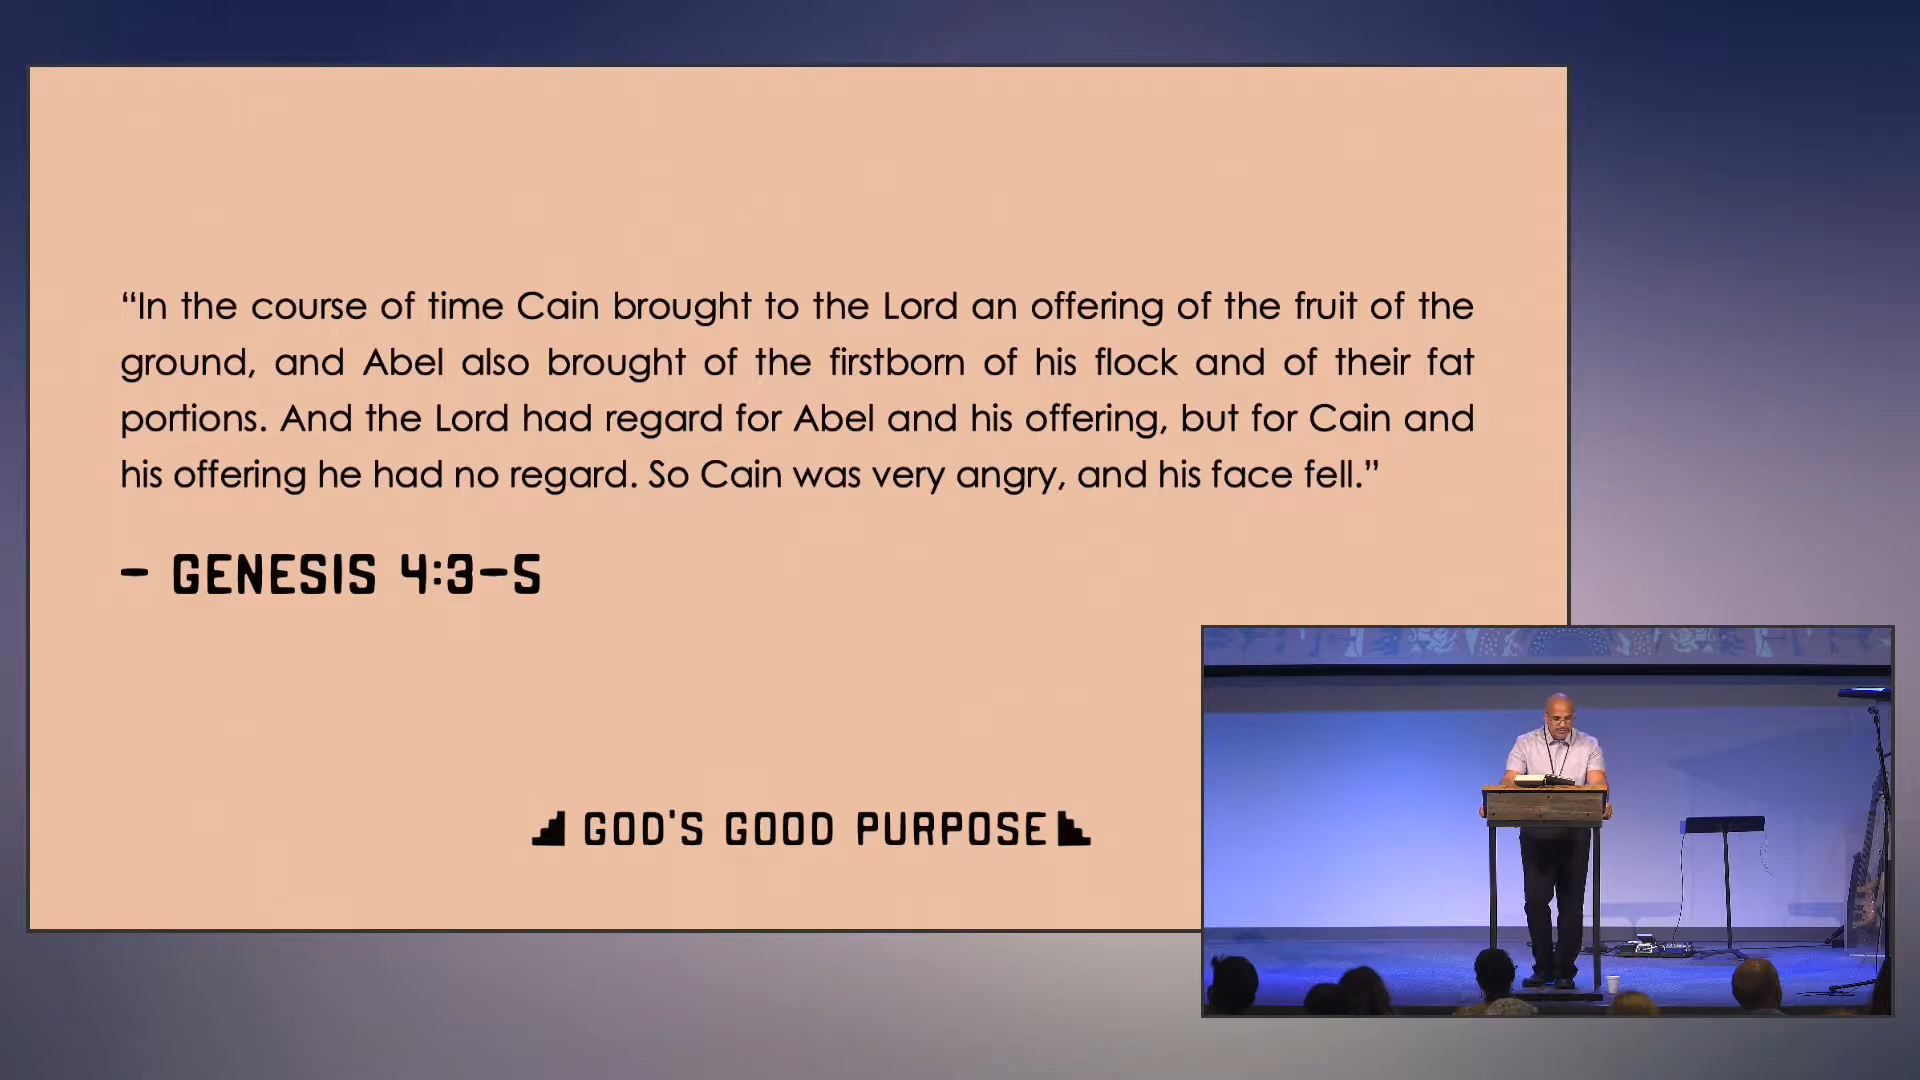 “In the course of time Cain brought to the Lord an offering of the fruit of the
ground, and Abel also brought of the firstborn of his flock and of their fat
portions. And the Lord had regard for Abel and his offering, but for Cain and
his offering he had no regard. So Cain was very angry, and his face fell.”
– GENESIS 4:3–5
GOD'S GOOD PURPOSE